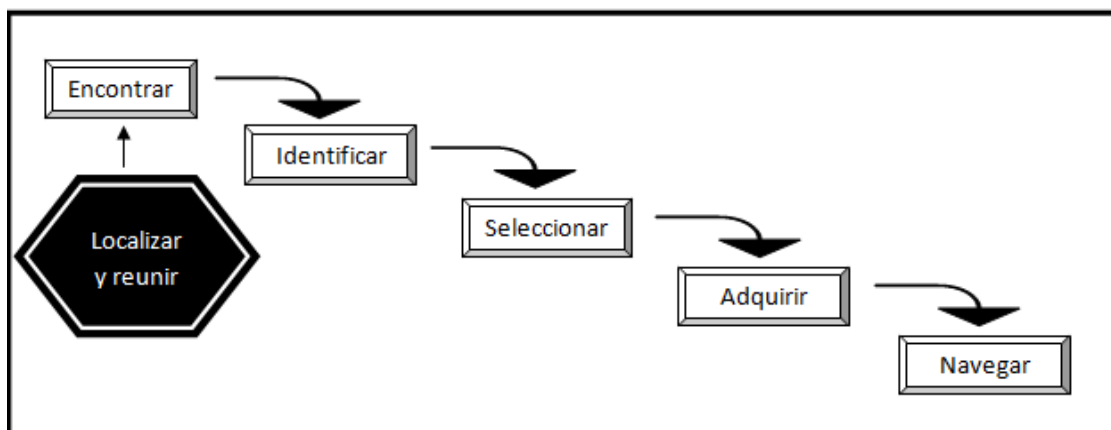 Encontrar
Identificar
Seleccionar
Adquirir
Navegar
Localizar
y reunir